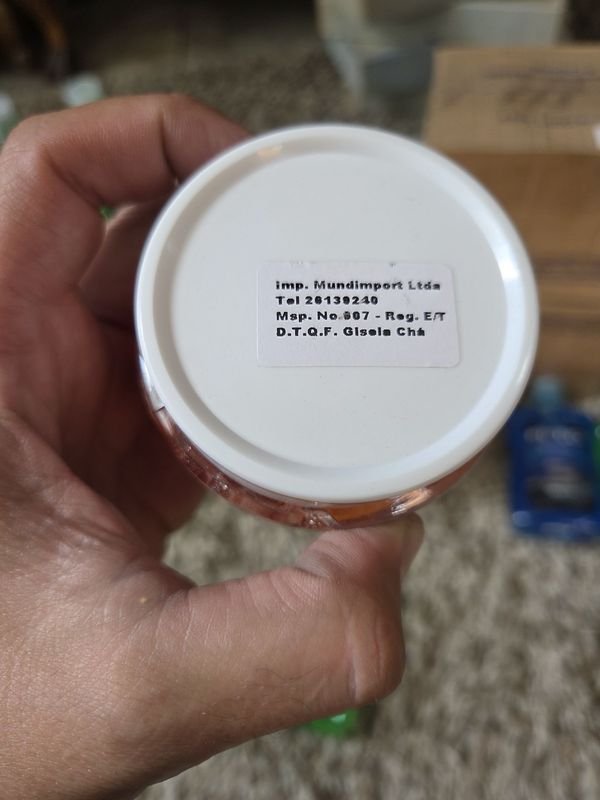 Imp. Mundimport Ltda
Tel 26139240
Msp. No.607 - Reg. E/T
D.T.Q.F. Gisela Chá